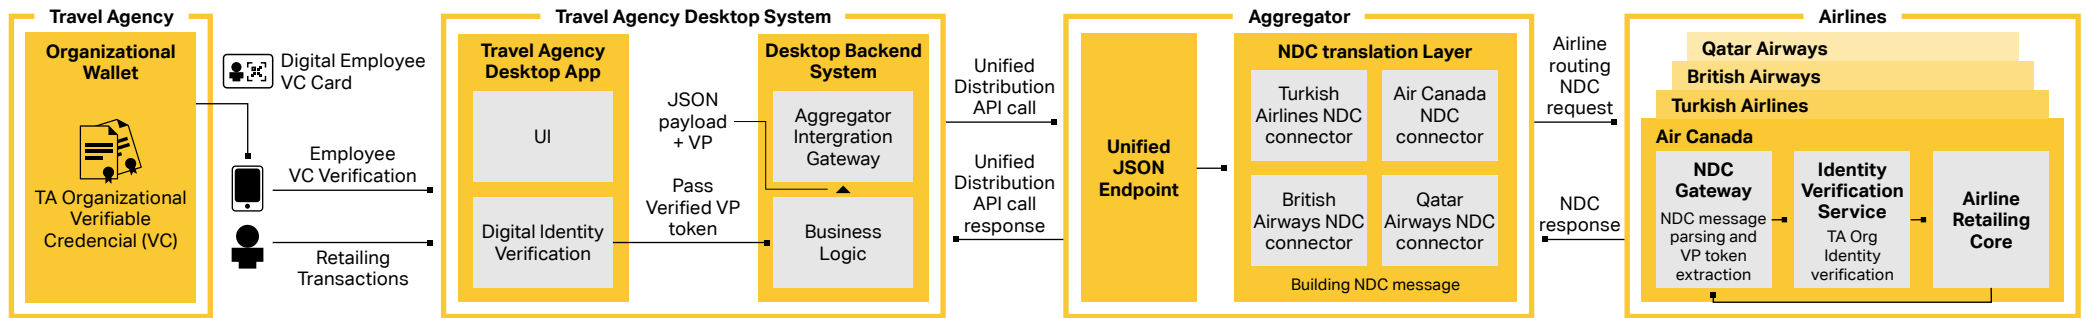 Travel Agency
Organizational
Wallet
TA Organizational
Verifiable
Credencial (VC)
Digital Employee
VC Card
Employee
VC Verification
Retailing
Transactions
Travel Agency Desktop System
Travel Agency
Desktop App
UI
Digital Identity
Verification
JSON
payload
+ VP
Pass
Verified VP
token
Desktop Backend
System
Aggregator
Intergration
Gateway
Business
Logic
Unified
Distribution
API call
Unified
Distribution
API call
response
Aggregator
Unified
JSON
Endpoint
NDC translation Layer
Turkish
Airlines NDC
connector
Air Canada
NDC
connector
British
Airways NDC
connector
Qatar
Airways NDC
connector
Building NDC message
Airline
routing
NDC
request
NDC
response
Airlines
Qatar Airways
British Airways
Turkish Airlines
Air Canada
NDC
Gateway
NDC message
parsing and
VP token
extraction
Identity
Verification
Service
TA Org
Identity
verification
Airline
Retailing
Core